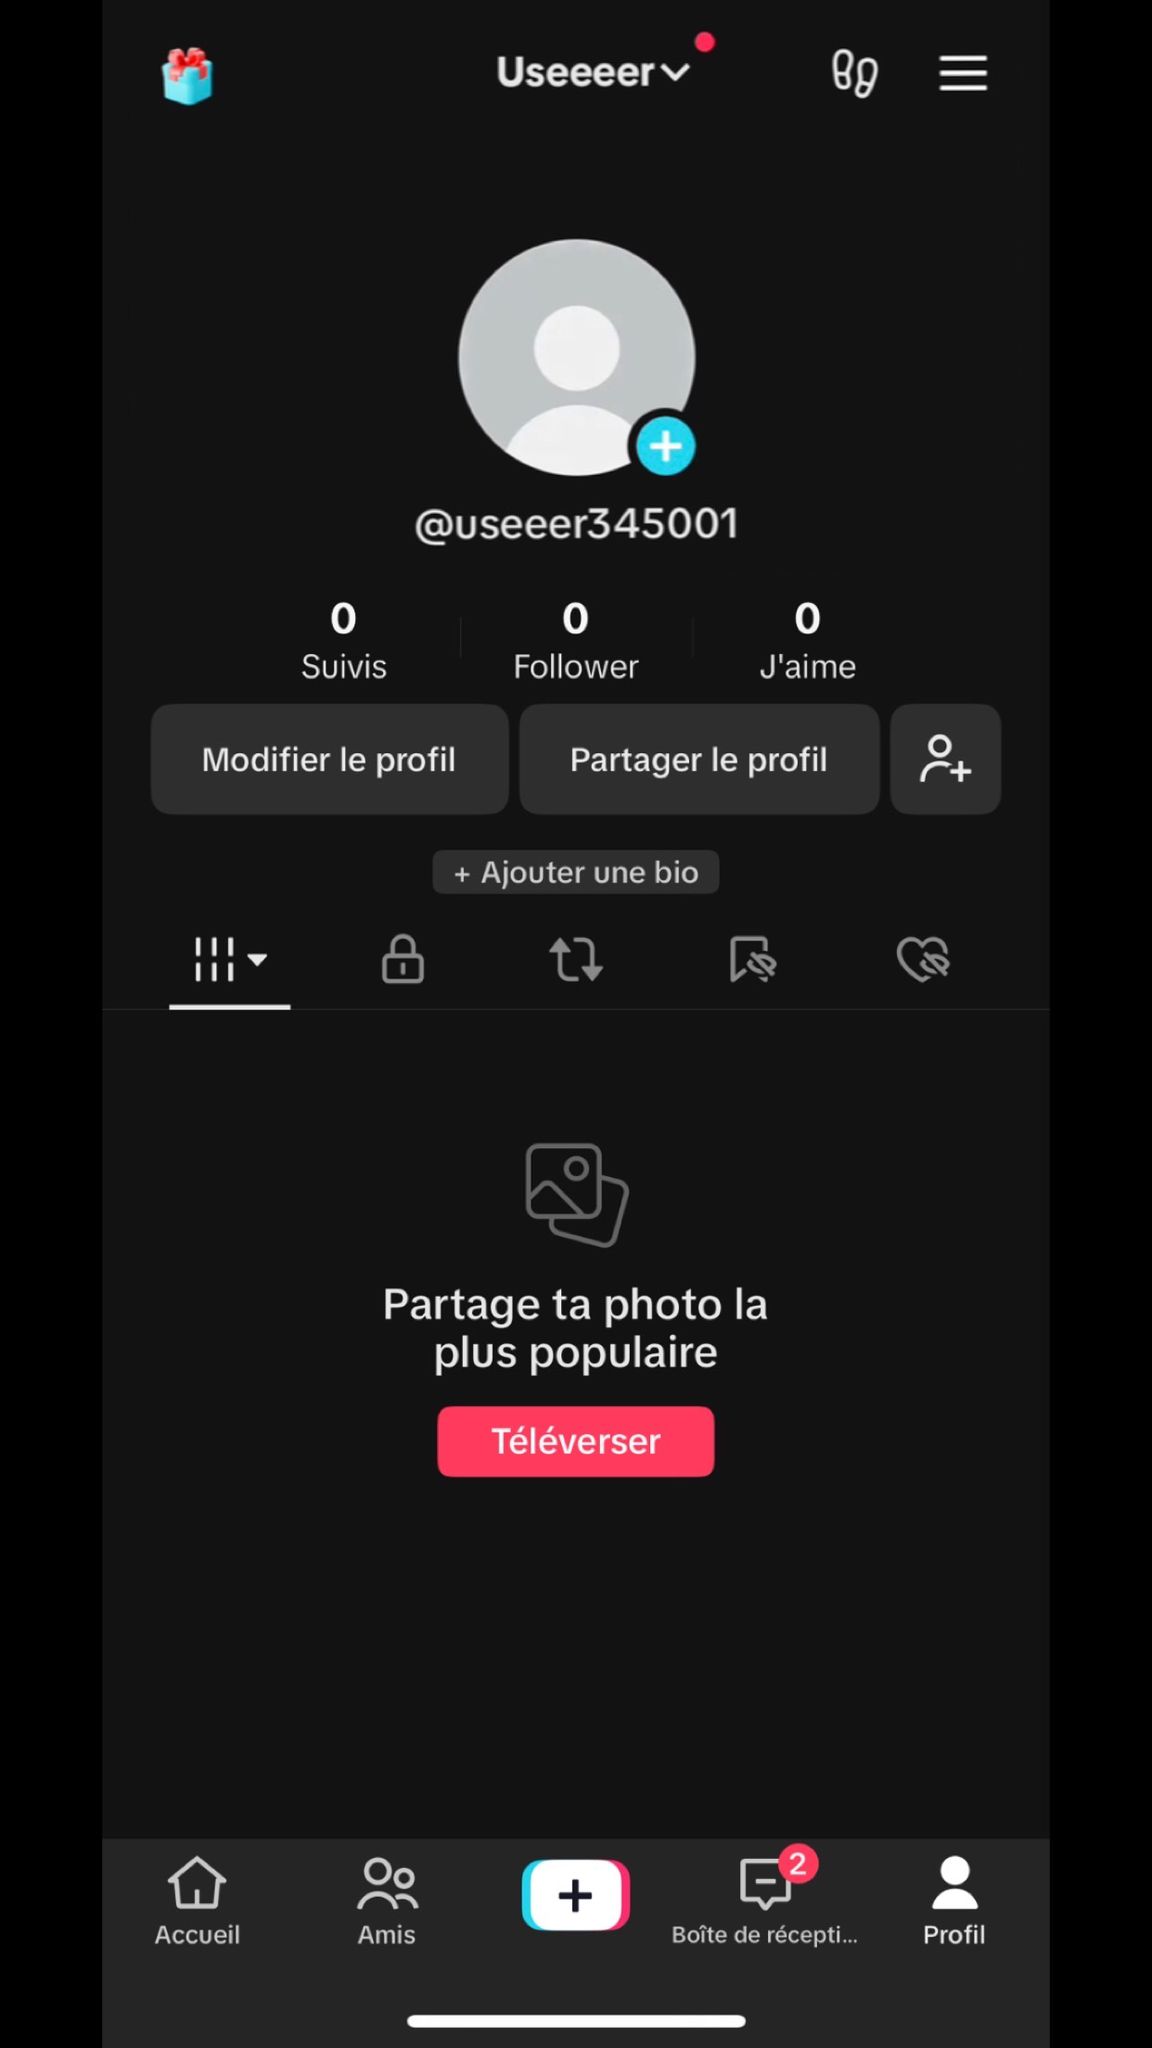 Useeeer
@useeer345001
0
Suivis
0
Follower
0
J'aime
Modifier le profil
Partager le profil
+ Ajouter une bio
Partage ta photo la
plus populaire
Téléverser
Accueil
Amis
2
Boîte de récepti...
Profil